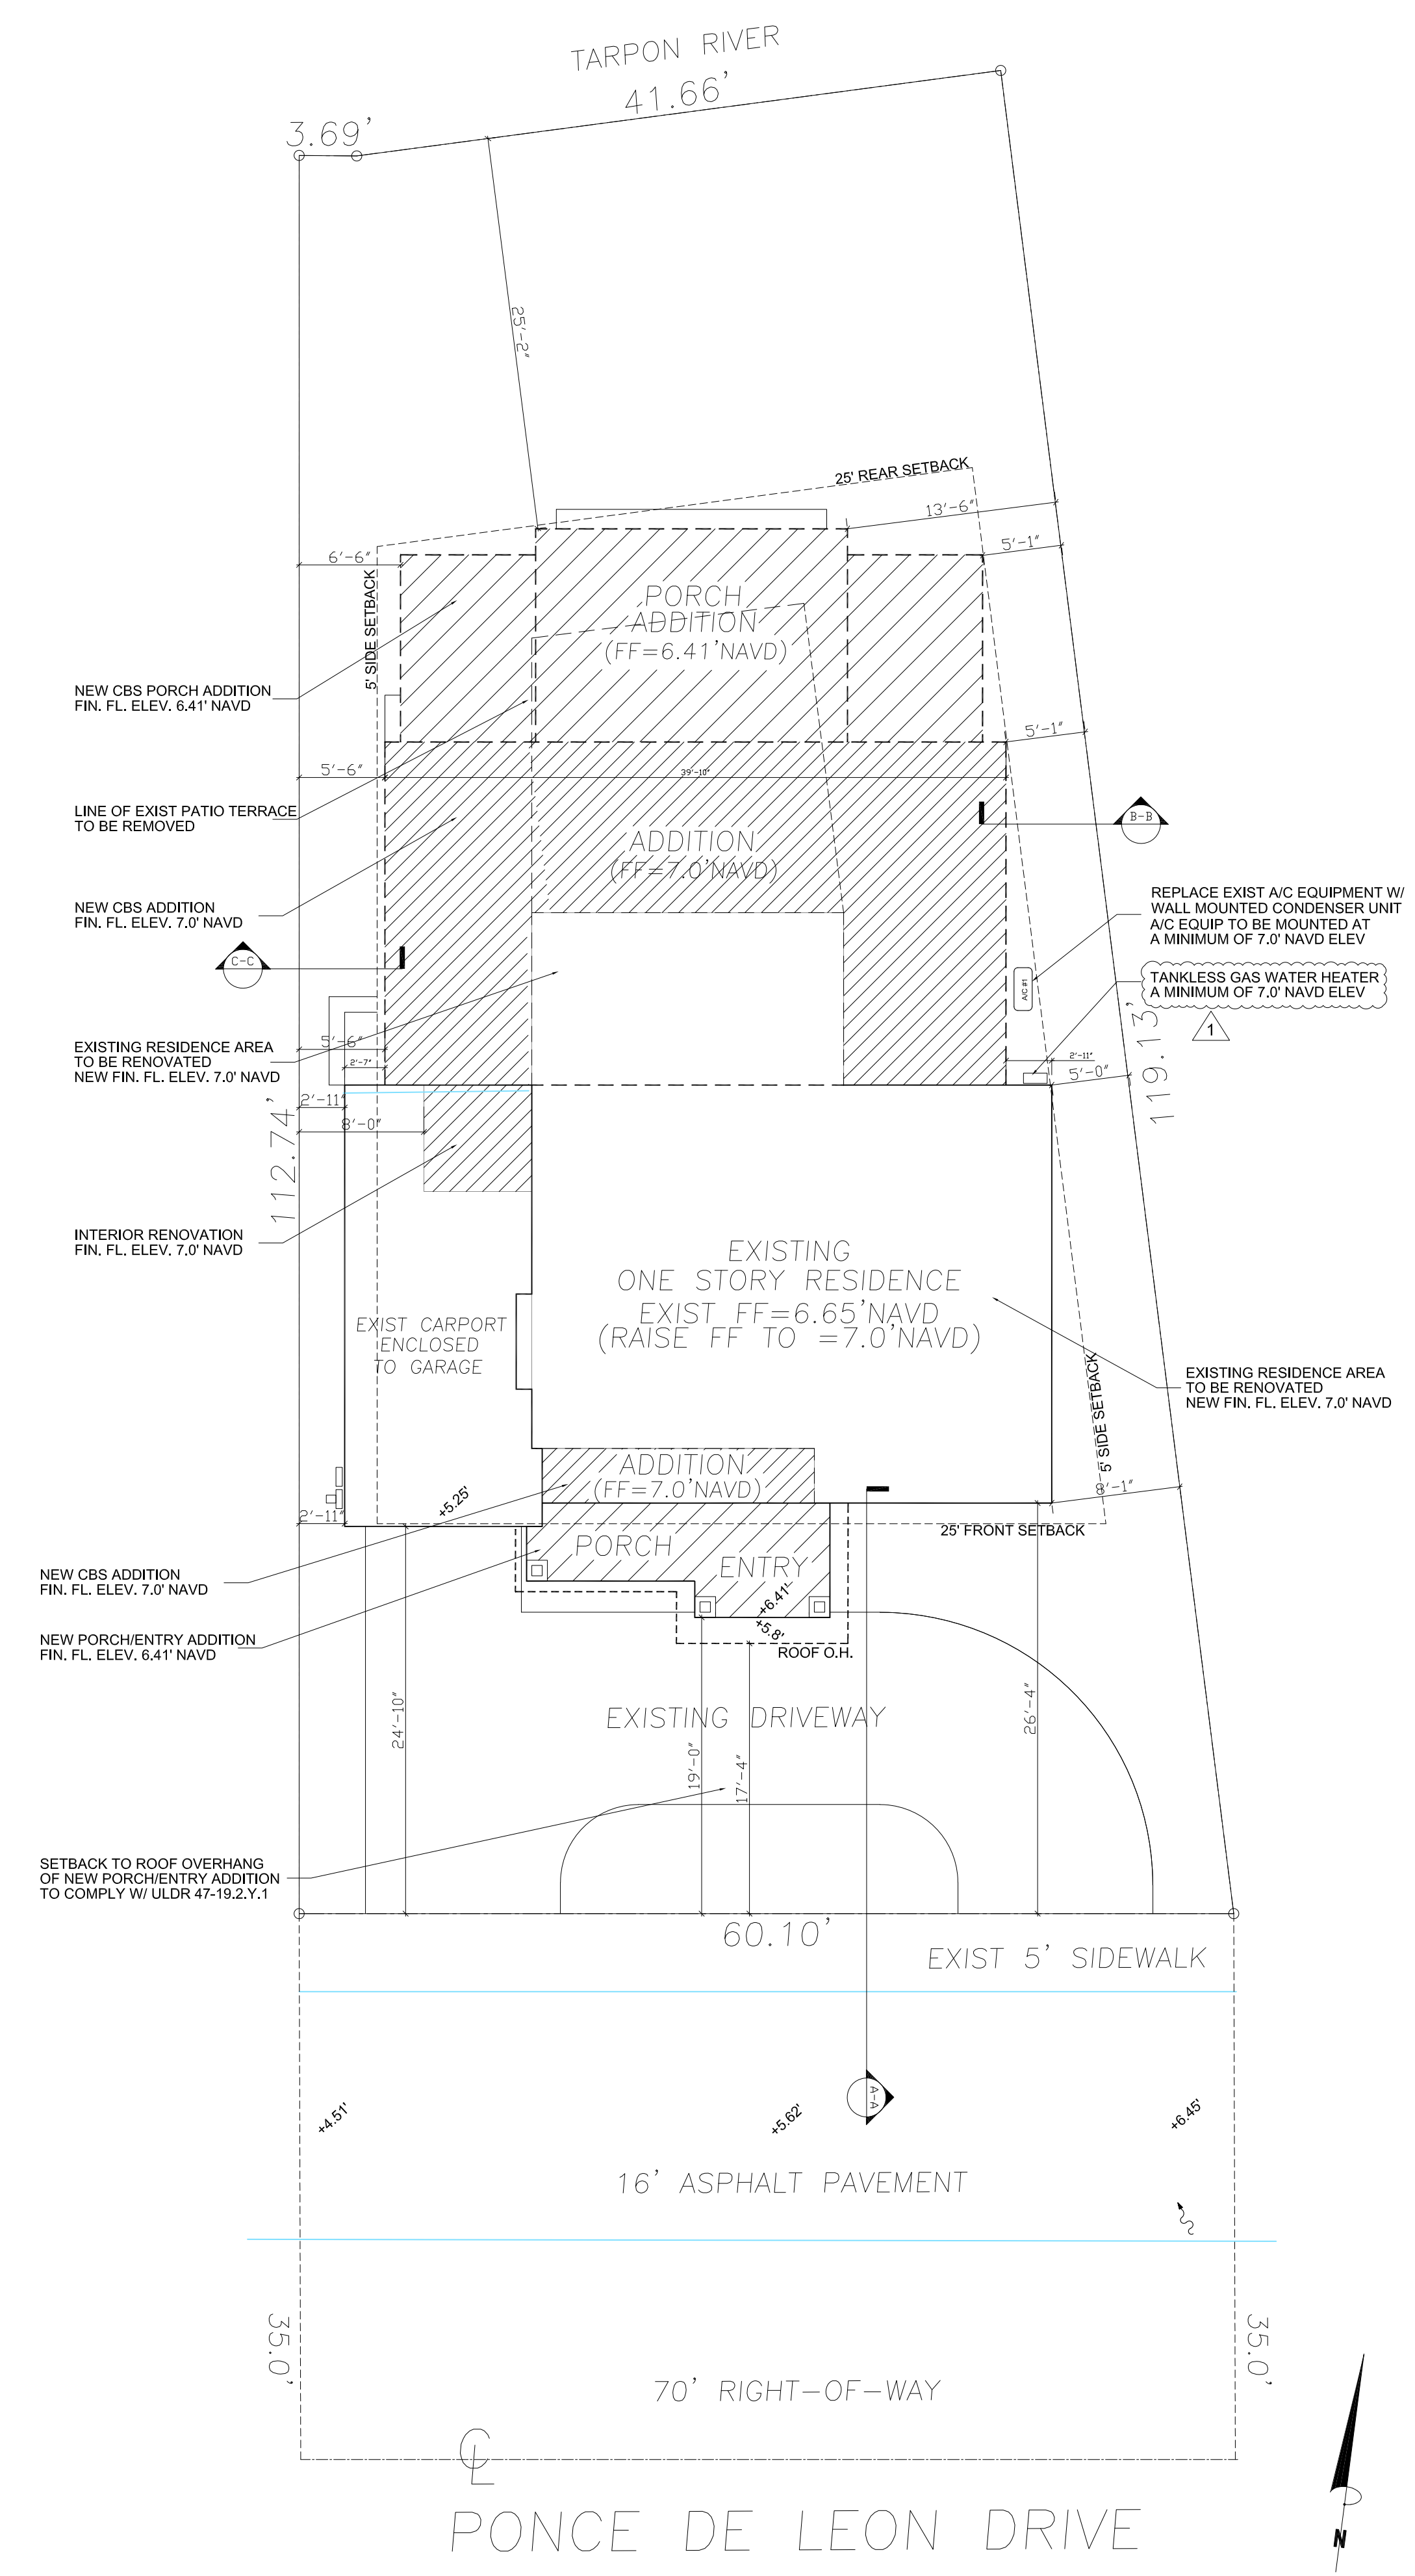 TARPON RIVER
41.66'
3.69'
25'-2"
25' REAR SETBACK
13'-6"
5'-1"
6'-6"
5' SIDE SETBACK
PORCH
ADDITION
(FF=6.41'NAVD)
NEW CBS PORCH ADDITION
FIN. FL. ELEV. 6.41' NAVD
5'-1"
5'-6"
39'-10"
LINE OF EXIST PATIO TERRACE
TO BE REMOVED
B-B
ADDITION
(FF=7.0'NAVD)
NEW CBS ADDITION
FIN. FL. ELEV. 7.0' NAVD
REPLACE EXIST A/C EQUIPMENT W/
WALL MOUNTED CONDENSER UNIT
A/C EQUIP TO BE MOUNTED AT
A MINIMUM OF 7.0' NAVD ELEV
C-C
A/C #1
TANKLESS GAS WATER HEATER
A MINIMUM OF 7.0' NAVD ELEV
1
119.13'
EXISTING RESIDENCE AREA
TO BE RENOVATED
NEW FIN. FL. ELEV. 7.0' NAVD
5'-6"
2'-7"
2'-11"
5'-0"
2'-11"
8'-0"
112.74'
INTERIOR RENOVATION
FIN. FL. ELEV. 7.0' NAVD
EXISTING
ONE STORY RESIDENCE
EXIST FF=6.65'NAVD
(RAISE FF TO =7.0'NAVD)
EXIST CARPORT
ENCLOSED
TO GARAGE
EXISTING RESIDENCE AREA
TO BE RENOVATED
NEW FIN. FL. ELEV. 7.0' NAVD
5' SIDE SETBACK
ADDITION
(FF=7.0'NAVD)
+5.25'
8'-1"
2'-11"
25' FRONT SETBACK
PORCH
ENTRY
+6.41'
+5.8'
ROOF O.H.
NEW CBS ADDITION
FIN. FL. ELEV. 7.0' NAVD
NEW PORCH/ENTRY ADDITION
FIN. FL. ELEV. 6.41' NAVD
24'-10"
EXISTING DRIVEWAY
26'-4"
19'-0"
17'-4"
SETBACK TO ROOF OVERHANG
OF NEW PORCH/ENTRY ADDITION
TO COMPLY W/ ULDR 47-19.2.Y.1
60.10'
EXIST 5' SIDEWALK
A-A
+4.51'
+5.62'
+6.45'
16' ASPHALT PAVEMENT
35.0'
35.0'
70' RIGHT-OF-WAY
CL
PONCE DE LEON DRIVE
N